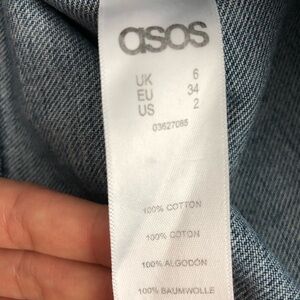 asos
UK 6
EU 34
US 2
03627085
100% COTTON
100% COTON
100% ALGODÓN
100% BAUMWOLLE